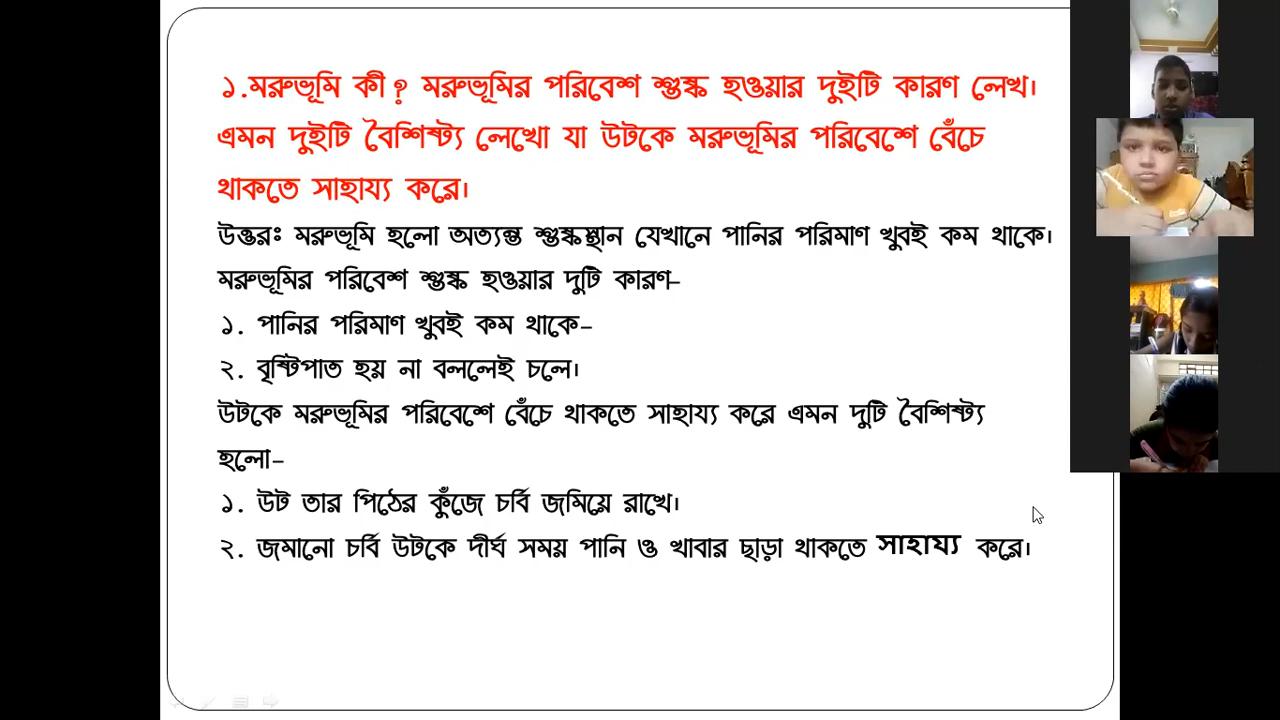 ১.মরুভূমি কী? মরুভূমির পরিবেশ শুষ্ক হওয়ার দুইটি কারণ লেখ।
এমন দুইটি বৈশিষ্ট্য লেখো যা উটকে মরুভূমির পরিবেশে বেঁচে
থাকতে সাহায্য করে।
উত্তরঃ মরুভূমি হলো অত্যন্ত শুষ্কস্থান যেখানে পানির পরিমাণ খুবই কম থাকে।
মরুভূমির পরিবেশ শুষ্ক হওয়ার দুটি কারণ-
১. পানির পরিমাণ খুবই কম থাকে-
২. বৃষ্টিপাত হয় না বললেই চলে।
উটকে মরুভূমির পরিবেশে বেঁচে থাকতে সাহায্য করে এমন দুটি বৈশিষ্ট্য
হলো-
১. উট তার পিঠের কুঁজে চর্বি জমিয়ে রাখে।
২. জমানো চর্বি উটকে দীর্ঘ সময় পানি ও খাবার ছাড়া থাকতে সাহায্য করে।